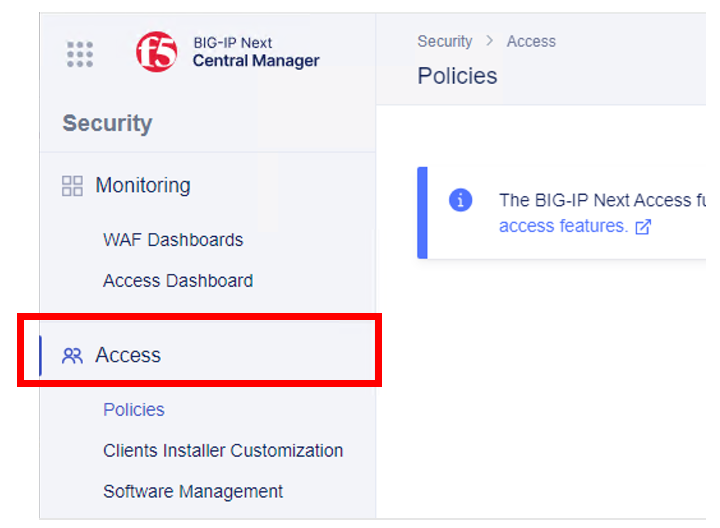 f5
BIG-IP Next
Central Manager
Security
Monitoring
WAF Dashboards
Access Dashboard
Access
Policies
Clients Installer Customization
Software Management
Security > Access
Policies
i
The BIG-IP Next Access fu
access features.